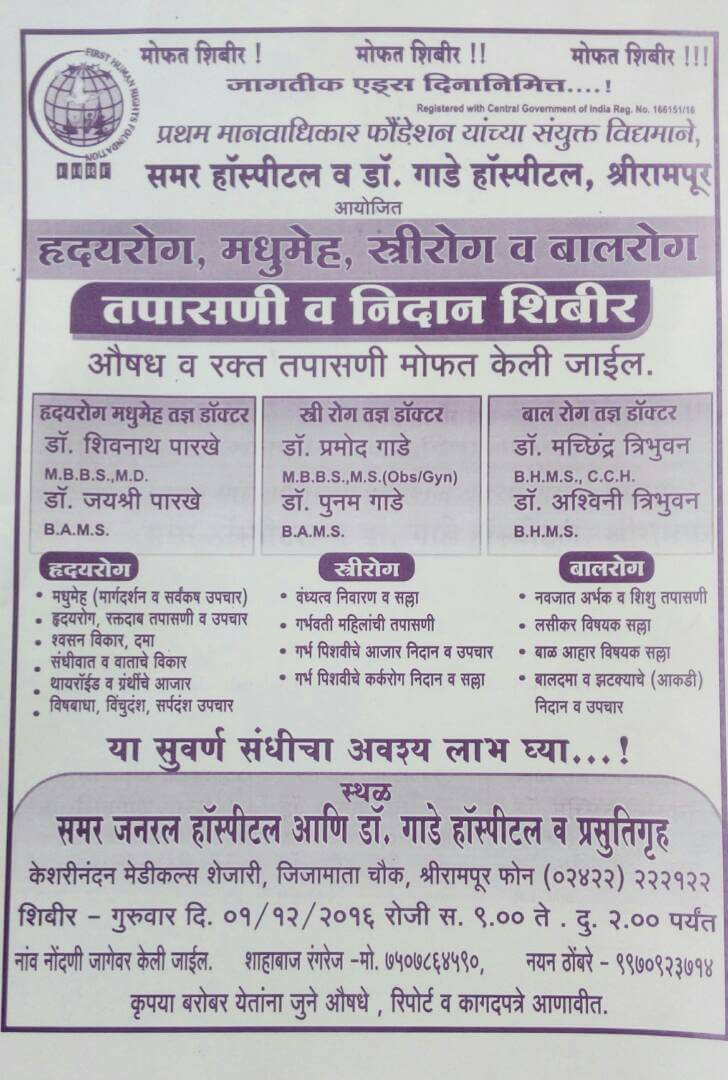 FIRST HUMAN RIGHTS FOUNDATION
मोफत शिबीर ! मोफत शिबीर !! मोफत शिबीर !!!
जागतीक एड्स दिनानिमित्त....!
Registered with Central Government of India Rag. No. 166151/16
प्रथम मानवाधिकार फौंडेशन यांच्या संयुक्त विद्यमाने,
समर हॉस्पीटल व डॉ. गाडे हॉस्पीटल, श्रीरामपूर
आयोजित
हृदयरोग, मधुमेह, स्त्रीरोग व बालरोग
तपासणी व निदान शिबीर
औषध व रक्त तपासणी मोफत केली जाईल.
हृदयरोग मधुमेह तज्ञ डॉक्टर
डॉ. शिवनाथ पारखे
M.B.B.S.,M.D.
डॉ. जयश्री पारखे
B.A.M.S.
स्त्री रोग तज्ञ डॉक्टर
डॉ. प्रमोद गाडे
M.B.B.S.,M.S.(Obs/Gyn)
डॉ. पुनम गाडे
B.A.M.S.
बाल रोग तज्ञ डॉक्टर
डॉ. मच्छिंद्र त्रिभुवन
B.H.M.S., C.C.H.
डॉ. अश्विनी त्रिभुवन
B.H.M.S.
हृदयरोग
• मधुमेह (मार्गदर्शन व सर्वंकष उपचार)
• हृदयरोग, रक्तदाब तपासणी व उपचार
• श्वसन विकार, दमा
• संधीवात व वाताचे विकार
• थायरॉईड व ग्रंथींचे आजार
• विषबाधा, विंचुदंश, सर्पदंश उपचार
स्त्रीरोग
• वंध्यत्व निवारण व सल्ला
• गर्भवती महिलांची तपासणी
• गर्भ पिशवीचे आजार निदान व उपचार
• गर्भ पिशवीचे कर्करोग निदान व सल्ला
बालरोग
• नवजात अर्भक व शिशु तपासणी
• लसीकर विषयक सल्ला
• बाळ आहार विषयक सल्ला
• बालदमा व झटक्याचे (आकडी)
निदान व उपचार
या सुवर्ण संधीचा अवश्य लाभ घ्या...!
स्थळ
समर जनरल हॉस्पीटल आणि डॉ. गाडे हॉस्पीटल व प्रसुतिगृह
केशरीनंदन मेडीकल्स शेजारी, जिजामाता चौक, श्रीरामपूर फोन (०२४२२) २२२१२२
शिबीर – गुरुवार दि. ०१/१२/२०१६ रोजी स. ९.०० ते . दु. २.०० पर्यंत
नांव नोंदणी जागेवर केली जाईल. शाहाबाज रंगरेज –मो. ७५०७८६४५९०, नयन ठोंबरे - ९९७०९२३७१४
कृपया बरोबर येतांना जुने औषधे , रिपोर्ट व कागदपत्रे आणावीत.